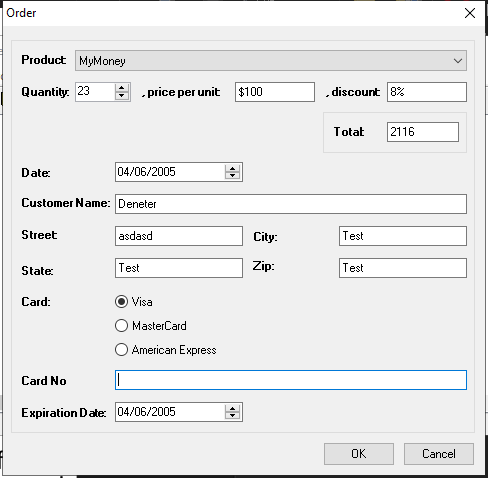 Order
Product: MyMoney
Quantity: 23 , price per unit: $100 , discount: 8%
Total: 2116
Date: 04/06/2005
Customer Name: Deneter
Street: asdasd City: Test
State: Test Zip: Test
Card: Visa
MasterCard
American Express
Card No
Expiration Date: 04/06/2005
OK Cancel